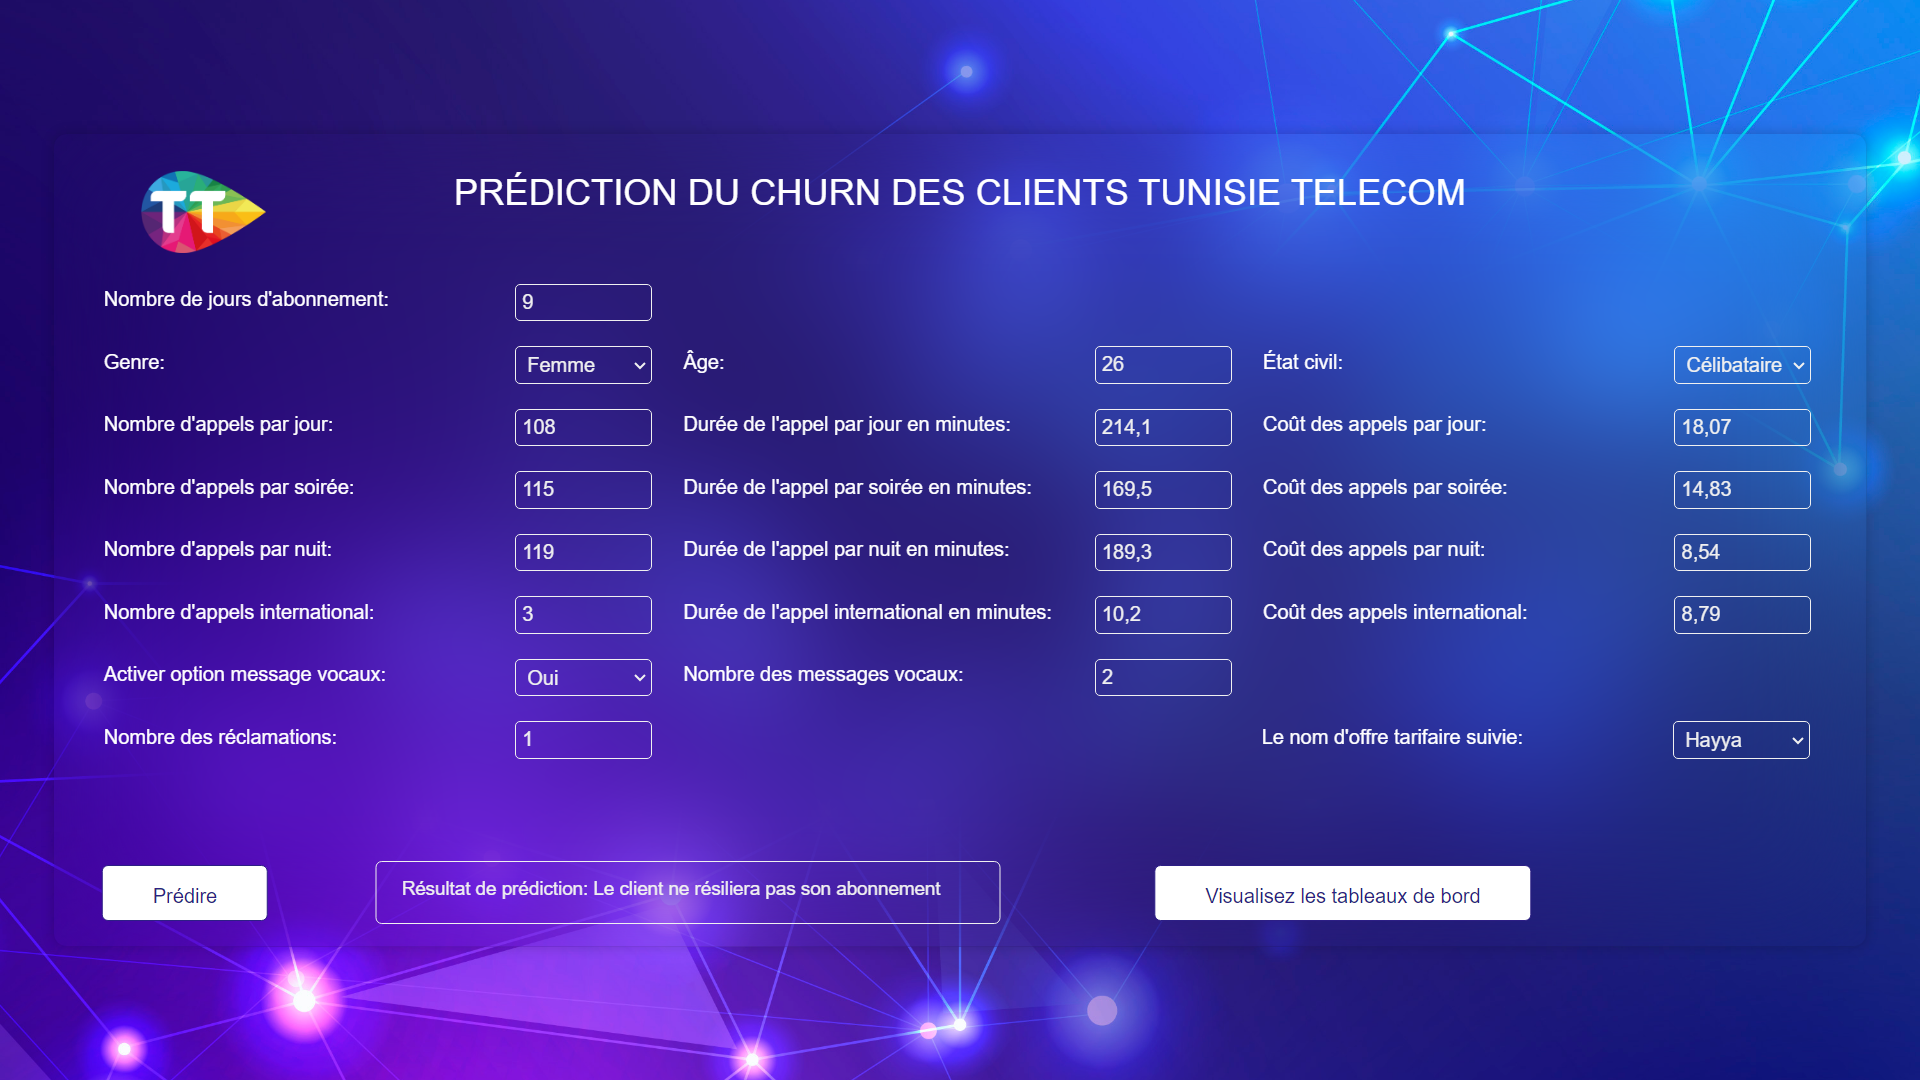 TT
PRÉDICTION DU CHURN DES CLIENTS TUNISIE TELECOM
Nombre de jours d'abonnement: 9
Genre: Femme Âge: 26 État civil: Célibataire
Nombre d'appels par jour: 108 Durée de l'appel par jour en minutes: 214,1 Coût des appels par jour: 18,07
Nombre d'appels par soirée: 115 Durée de l'appel par soirée en minutes: 169,5 Coût des appels par soirée: 14,83
Nombre d'appels par nuit: 119 Durée de l'appel par nuit en minutes: 189,3 Coût des appels par nuit: 8,54
Nombre d'appels international: 3 Durée de l'appel international en minutes: 10,2 Coût des appels international: 8,79
Activer option message vocaux: Oui Nombre des messages vocaux: 2
Nombre des réclamations: 1 Le nom d'offre tarifaire suivie: Hayya
Prédire Résultat de prédiction: Le client ne résiliera pas son abonnement Visualisez les tableaux de bord